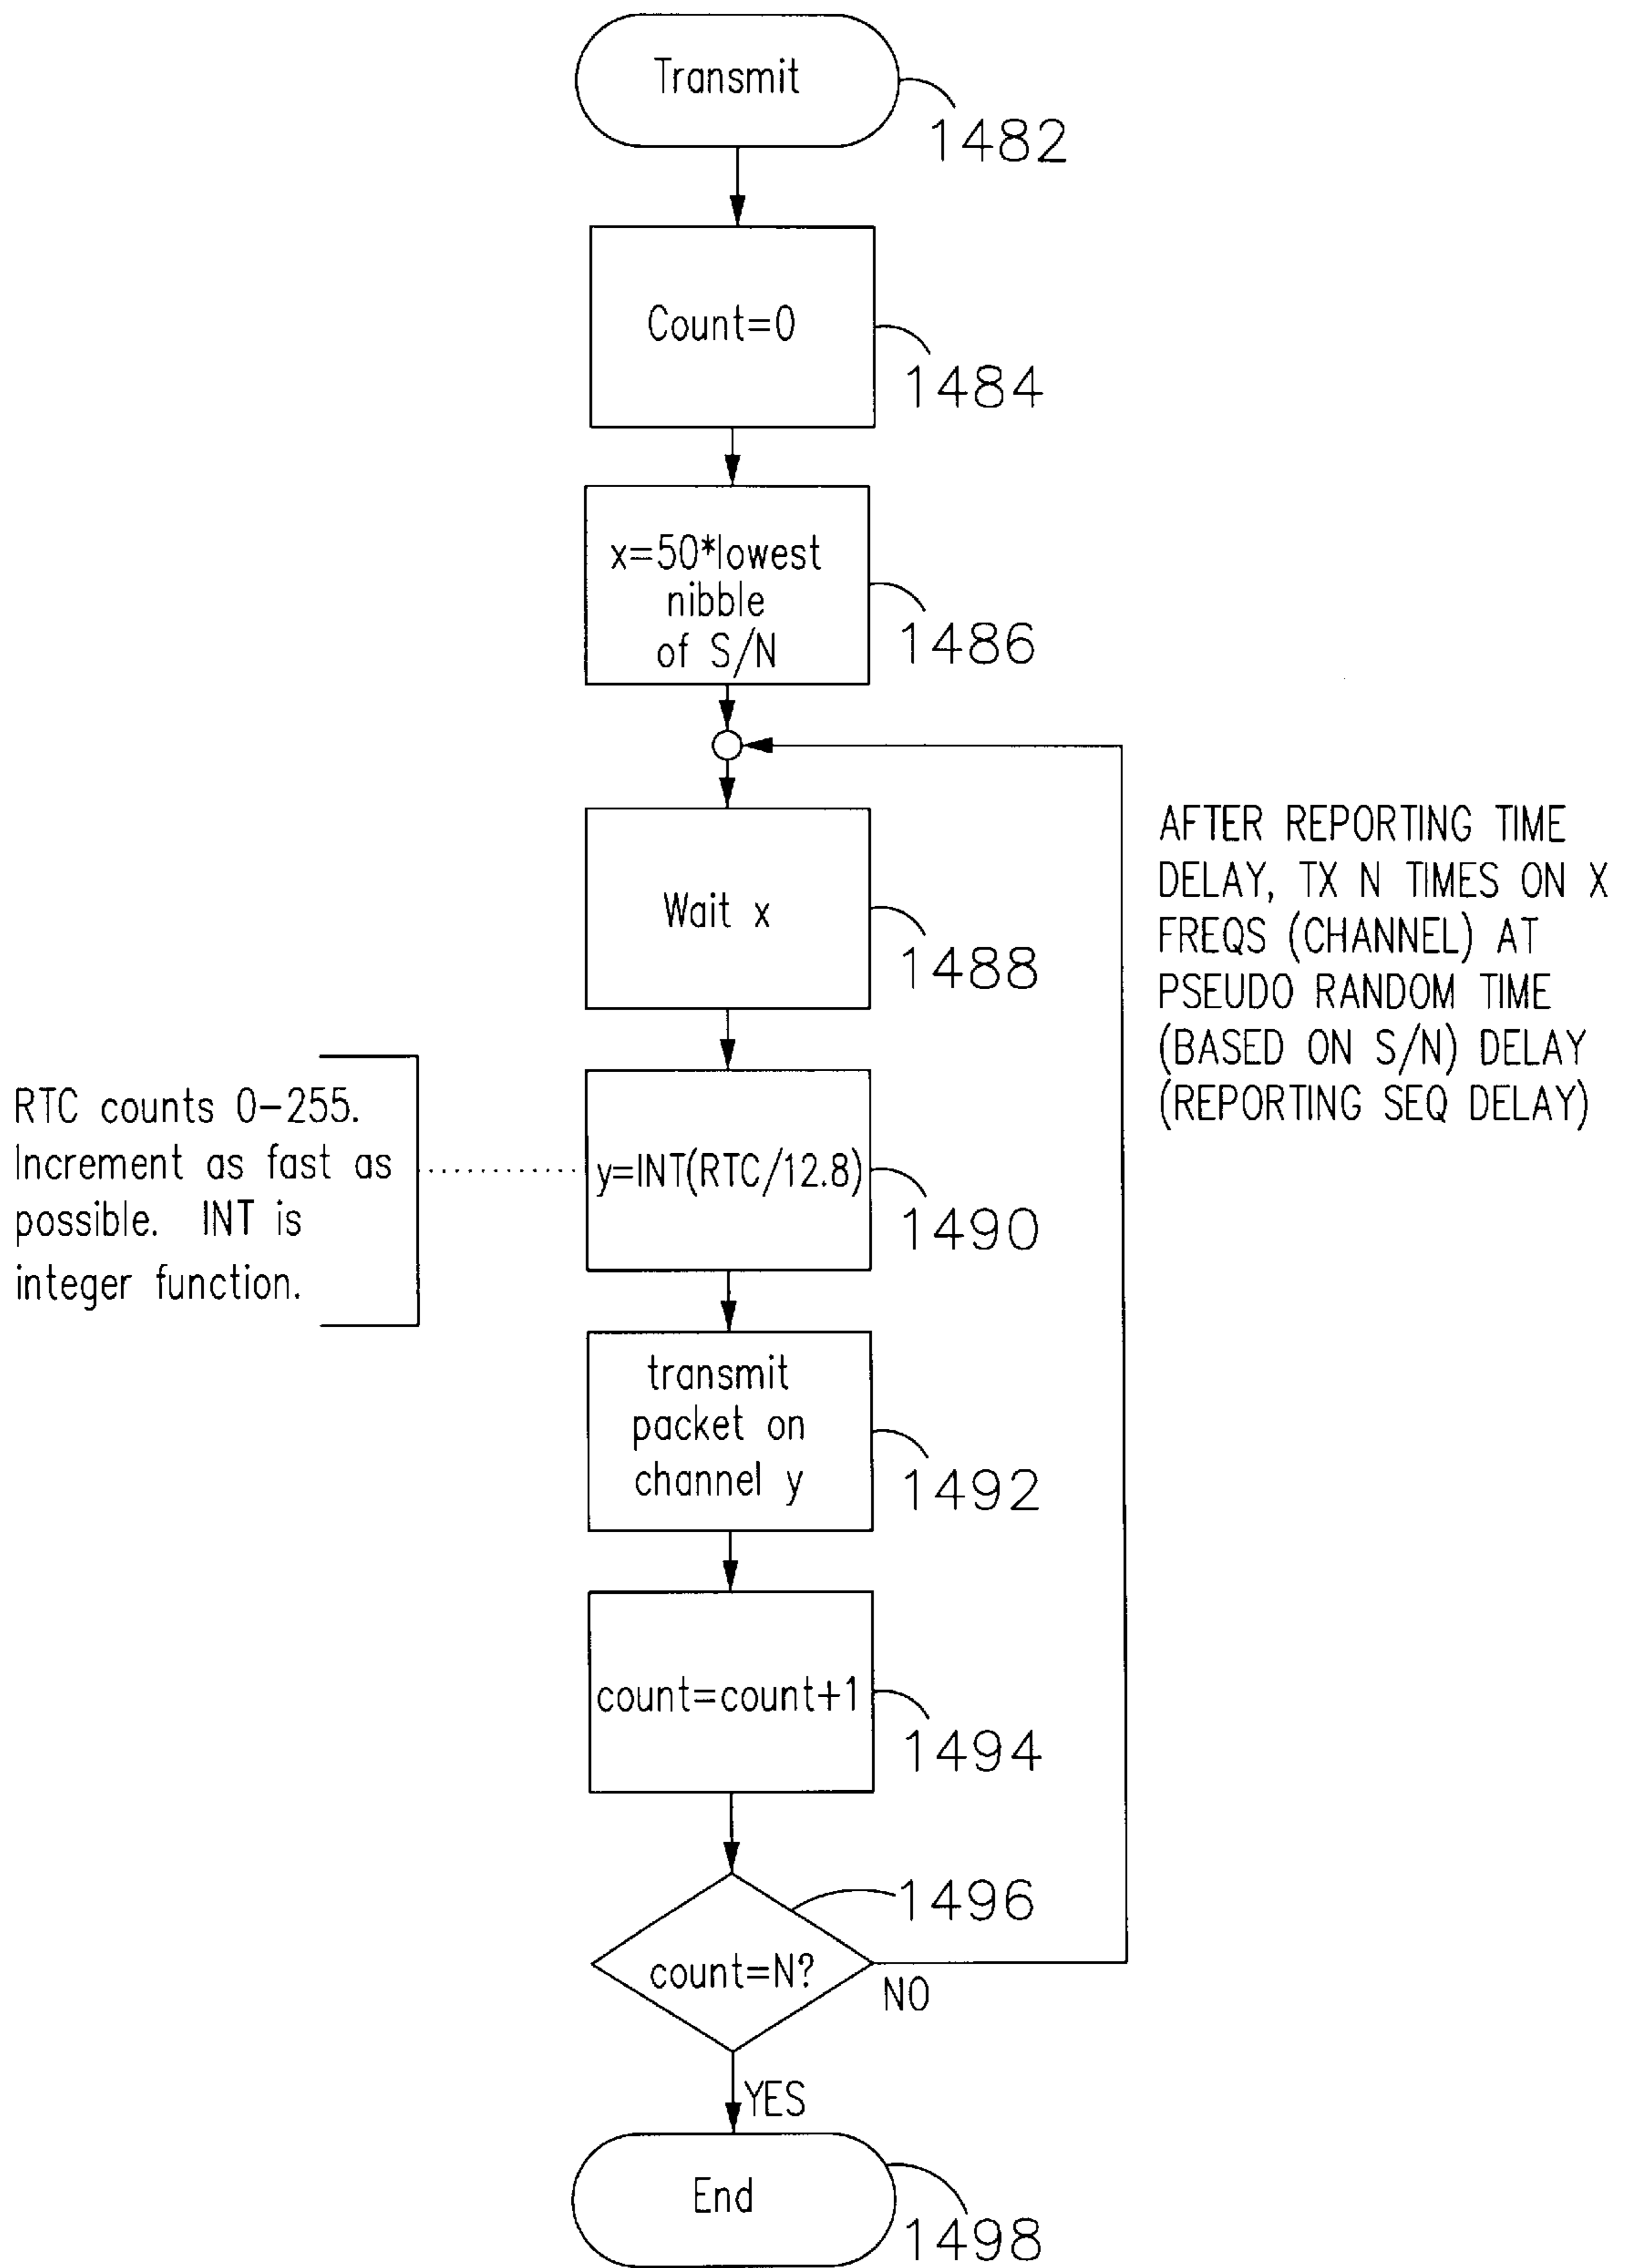 Transmit
1482
Count=0
1484
x=50*lowest
nibble
of S/N
1486
Wait x
1488
AFTER REPORTING TIME
DELAY, TX N TIMES ON X
FREQS (CHANNEL) AT
PSEUDO RANDOM TIME
(BASED ON S/N) DELAY
(REPORTING SEQ DELAY)
RTC counts 0-255.
Increment as fast as
possible. INT is
integer function.
y=INT(RTC/12.8)
1490
transmit
packet on
channel y
1492
count=count+1
1494
1496
count=N?
NO
YES
End
1498